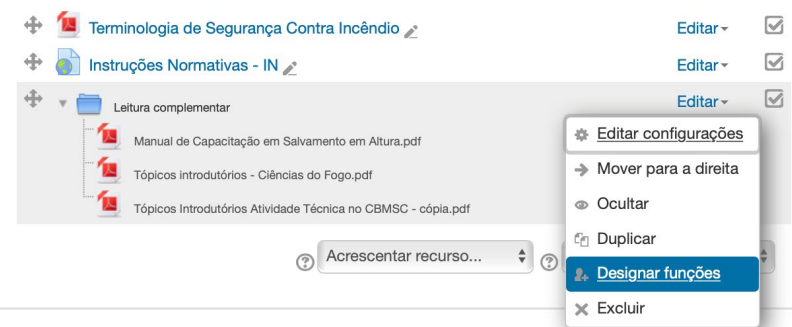 Terminologia de Segurança Contra Incêndio Editar
Instruções Normativas - IN Editar
Leitura complementar Editar
Editar configurações
Manual de Capacitação em Salvamento em Altura.pdf
Mover para a direita
Tópicos introdutórios - Ciências do Fogo.pdf
Ocultar
Tópicos Introdutórios Atividade Técnica no CBMSC - cópia.pdf
Duplicar
Acrescentar recurso...
Designar funções
Excluir